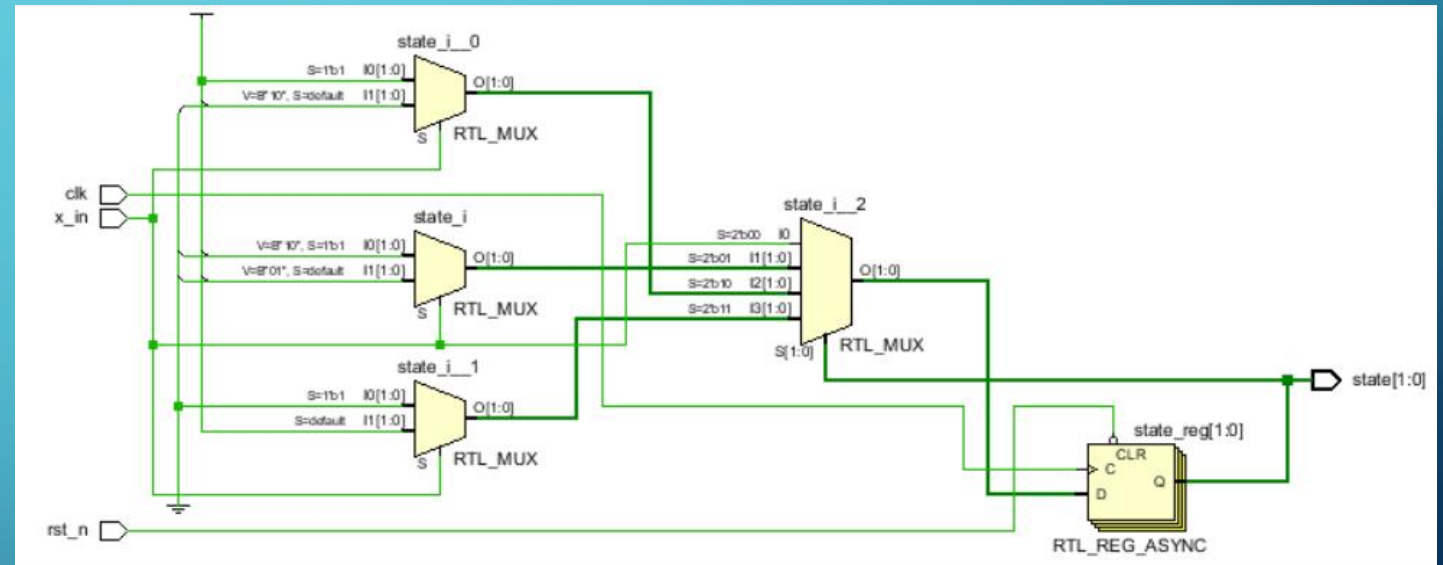 state_i__0
S=1'b1 I0[1:0]
V=B"10", S=default I1[1:0]
O[1:0]
S
RTL_MUX
clk
x_in
state_i
V=B"10", S=1'b1 I0[1:0]
V=B"01", S=default I1[1:0]
O[1:0]
S
RTL_MUX
state_i__2
S=2'b00 I0
S=2'b01 I1[1:0]
S=2'b10 I2[1:0]
S=2'b11 I3[1:0]
O[1:0]
S[1:0]
RTL_MUX
state_i__1
S=1'b1 I0[1:0]
S=default I1[1:0]
O[1:0]
S
RTL_MUX
state[1:0]
state_reg[1:0]
CLR
C
D
Q
RTL_REG_ASYNC
rst_n